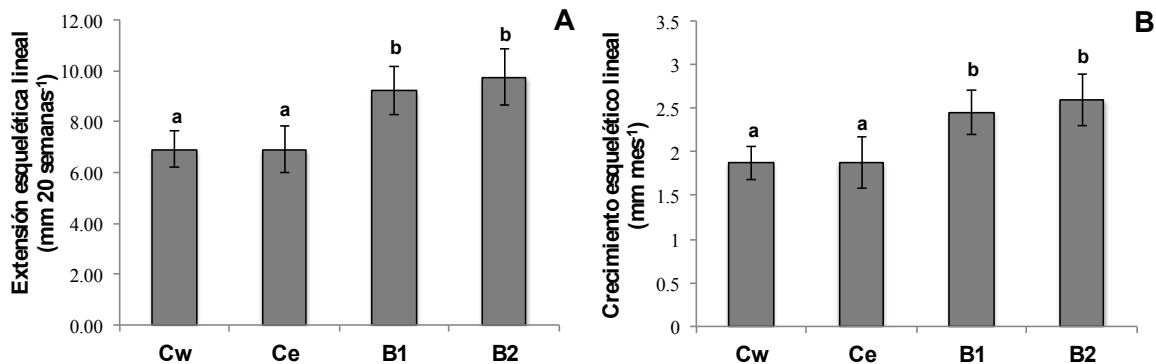 A
Extensión esquelética lineal
(mm 20 semanas⁻¹)
12.00
10.00
8.00
6.00
4.00
2.00
0.00
a
a
b
b
Cw
Ce
B1
B2
B
Crecimiento esquelético lineal
(mm mes⁻¹)
3.5
3
2.5
2
1.5
1
0.5
0
a
a
b
b
Cw
Ce
B1
B2